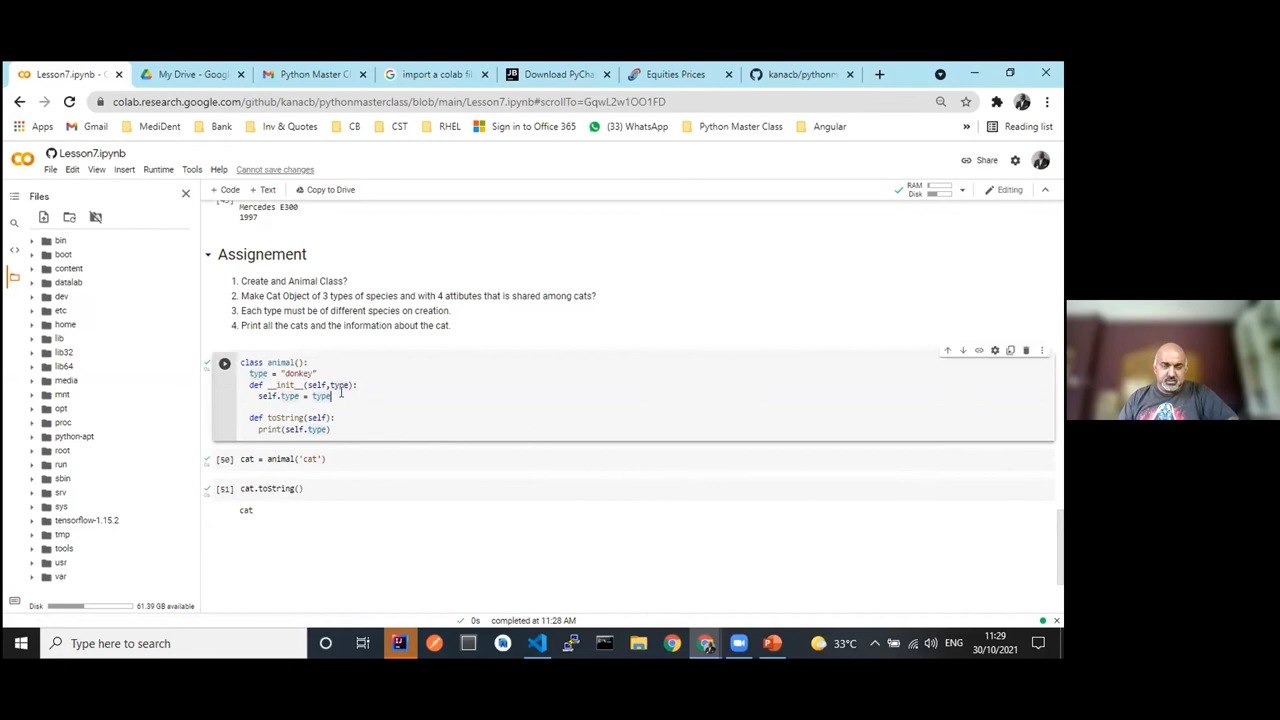 Lesson7.ipynb - C
My Drive - Googl
Python Master C
import a colab fil
Download PyCha
Equities Prices
kanacb/pythonm
colab.research.google.com/github/kanacb/pythonmasterclass/blob/main/Lesson7.ipynb#scrollTo=GqwL2w1OO1FD
Apps
Gmail
MediDent
Bank
Inv & Quotes
CB
CST
RHEL
Sign in to Office 365
(33) WhatsApp
Python Master Class
Angular
»
Reading list
Lesson7.ipynb
File Edit View Insert Runtime Tools Help Cannot save changes
Share
Files
+ Code + Text Copy to Drive
RAM
Disk
Editing
bin
boot
content
datalab
dev
etc
home
lib
lib32
lib64
media
mnt
opt
proc
python-apt
root
run
sbin
srv
sys
tensorflow-1.15.2
tmp
tools
usr
var
Disk 61.39 GB available
Mercedes E300
1997
Assignement
1. Create and Animal Class?
2. Make Cat Object of 3 types of species and with 4 attibutes that is shared among cats?
3. Each type must be of different species on creation.
4. Print all the cats and the information about the cat.
class animal():
type = "donkey"
def __init__(self,type):
self.type = type
def toString(self):
print(self.type)
[50] cat = animal('cat')
[51] cat.toString()
cat
0s completed at 11:28 AM
Type here to search
33°C
ENG
11:29
30/10/2021